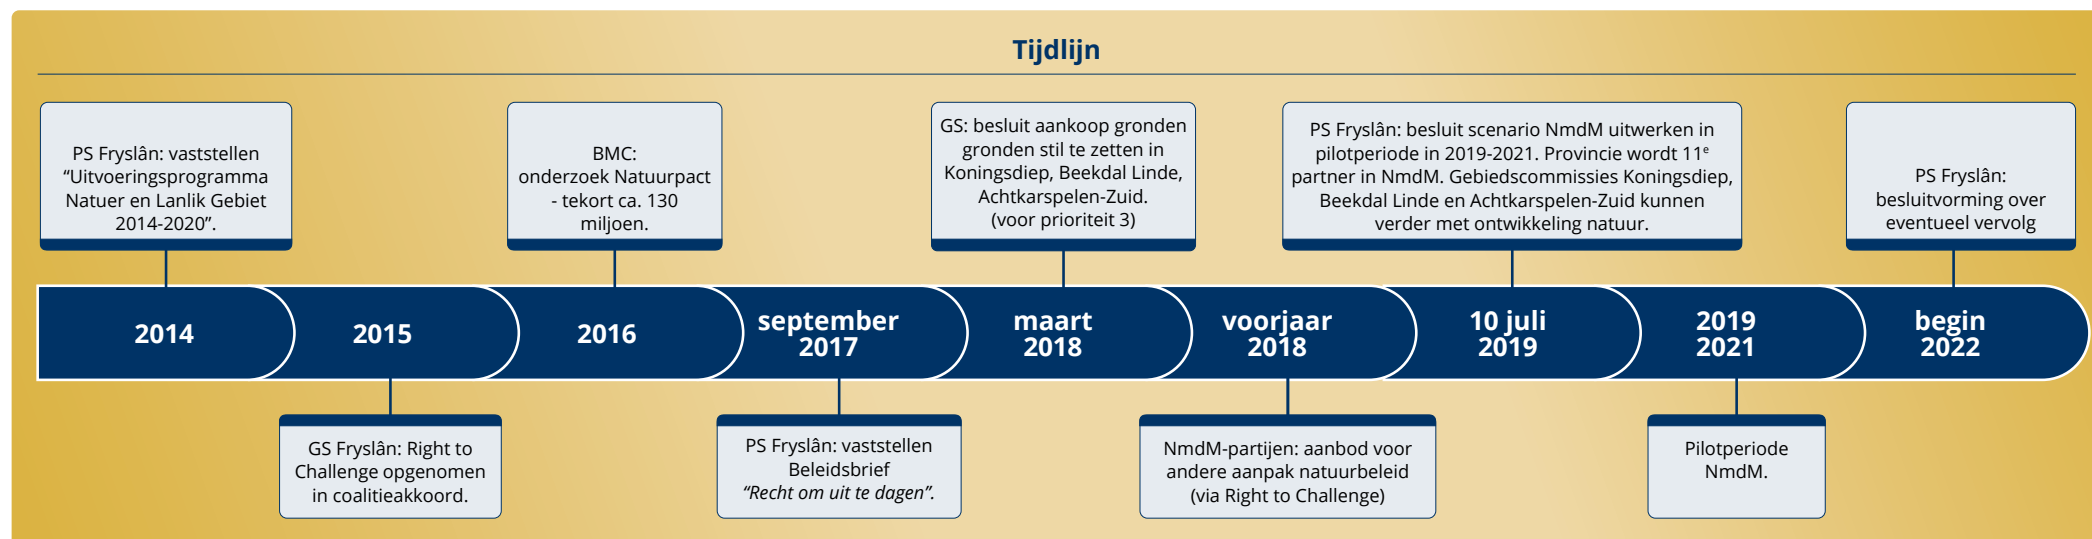 Tijdlijn
PS Fryslân: vaststellen
“Uitvoeringsprogramma
Natuer en Lanlik Gebiet
2014-2020”.
BMC:
onderzoek Natuurpact
- tekort ca. 130
miljoen.
GS: besluit aankoop gronden
gronden stil te zetten in
Koningsdiep, Beekdal Linde,
Achtkarspelen-Zuid.
(voor prioriteit 3)
PS Fryslân: besluit scenario NmdM uitwerken in
pilotperiode in 2019-2021. Provincie wordt 11e
partner in NmdM. Gebiedscommissies Koningsdiep,
Beekdal Linde en Achtkarspelen-Zuid kunnen
verder met ontwikkeling natuur.
PS Fryslân:
besluitvorming over
eventueel vervolg
2014
2015
2016
september
2017
maart
2018
voorjaar
2018
10 juli
2019
2019
2021
begin
2022
GS Fryslân: Right to
Challenge opgenomen
in coalitieakkoord.
PS Fryslân: vaststellen
Beleidsbrief
“Recht om uit te dagen”.
NmdM-partijen: aanbod voor
andere aanpak natuurbeleid
(via Right to Challenge)
Pilotperiode
NmdM.